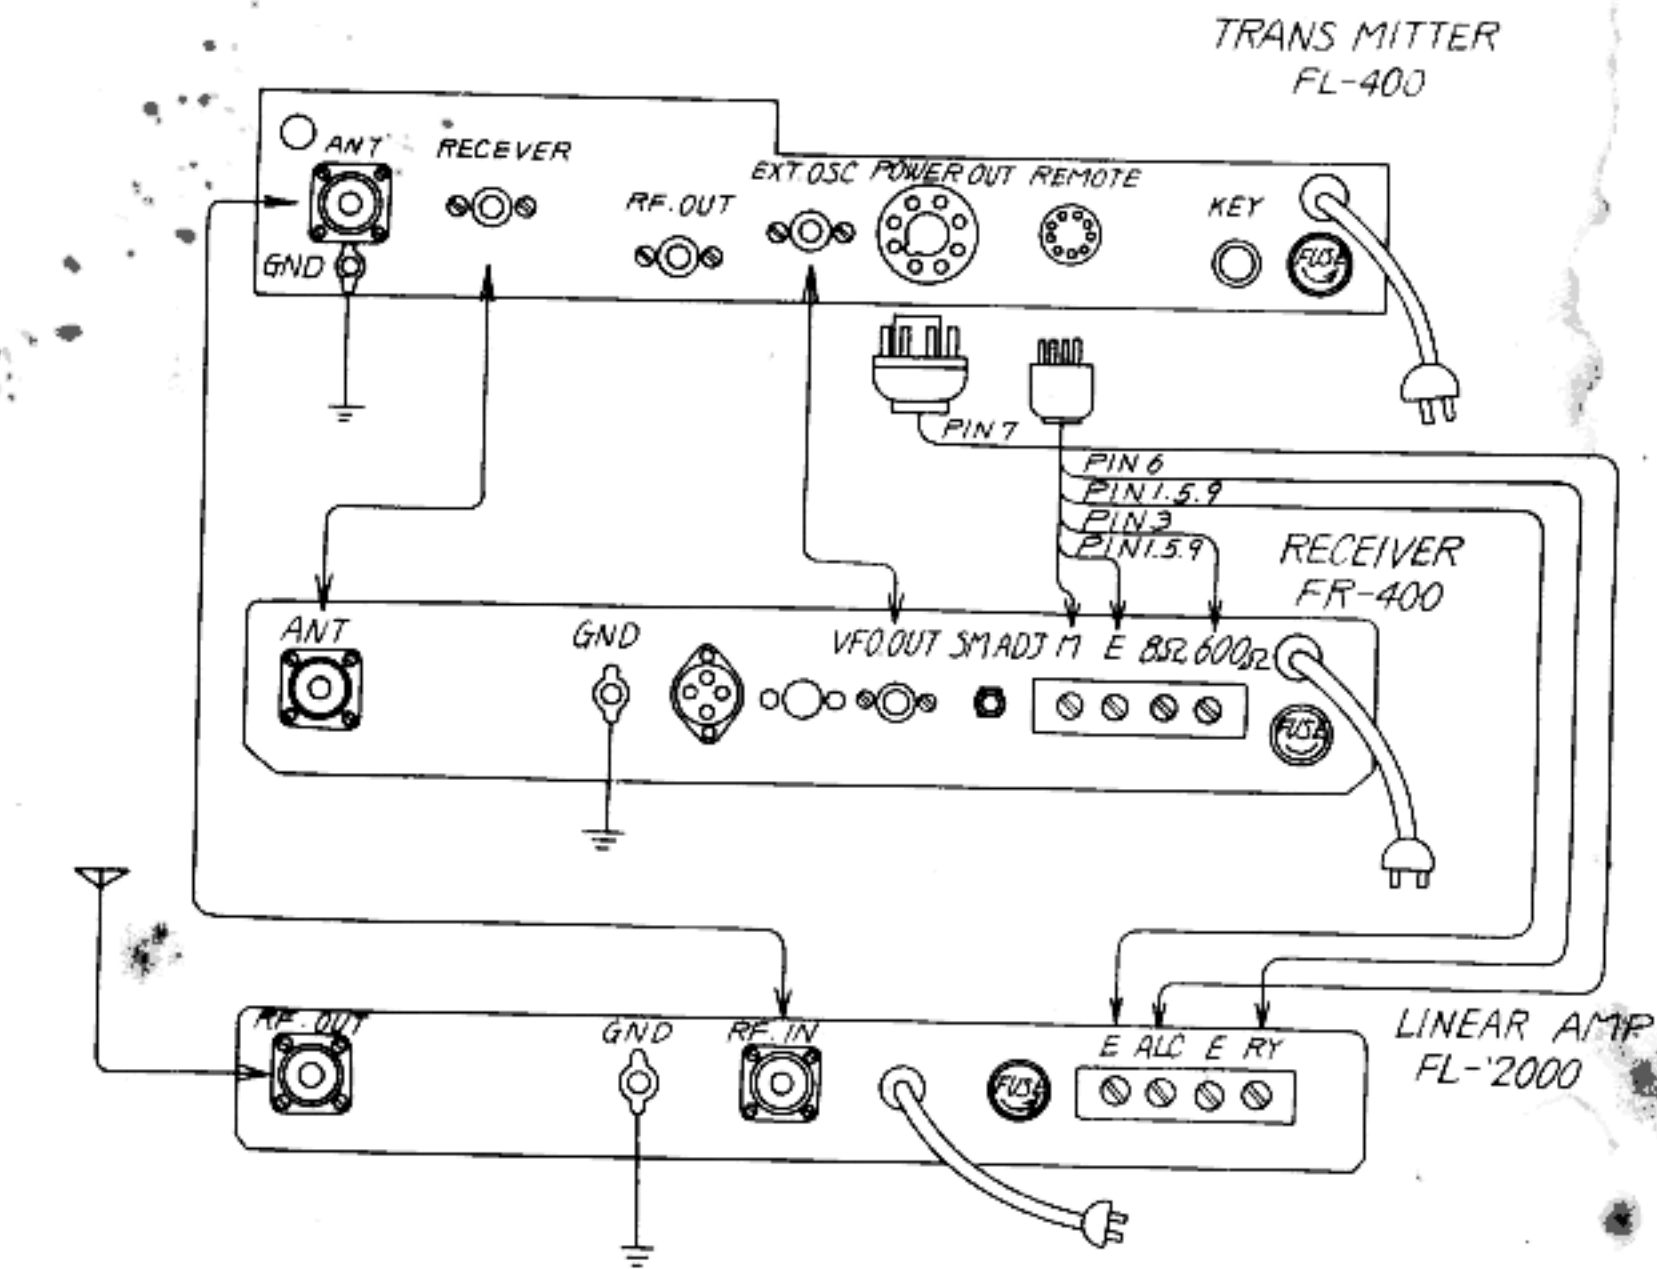 TRANS MITTER
FL-400
ANT
RECEVER
RF.OUT
EXT.OSC POWER OUT REMOTE
KEY
GND
FUSE
PIN 7
PIN 6
PIN 1.5.9
PIN 3
PIN 1.5.9
RECEIVER
FR-400
ANT
GND
VFO.OUT SM ADJ M E 8Ω 600Ω
FUSE
RF.OUT
GND
RF.IN
FUSE
E ALC E RY
LINEAR AMP
FL-'2000